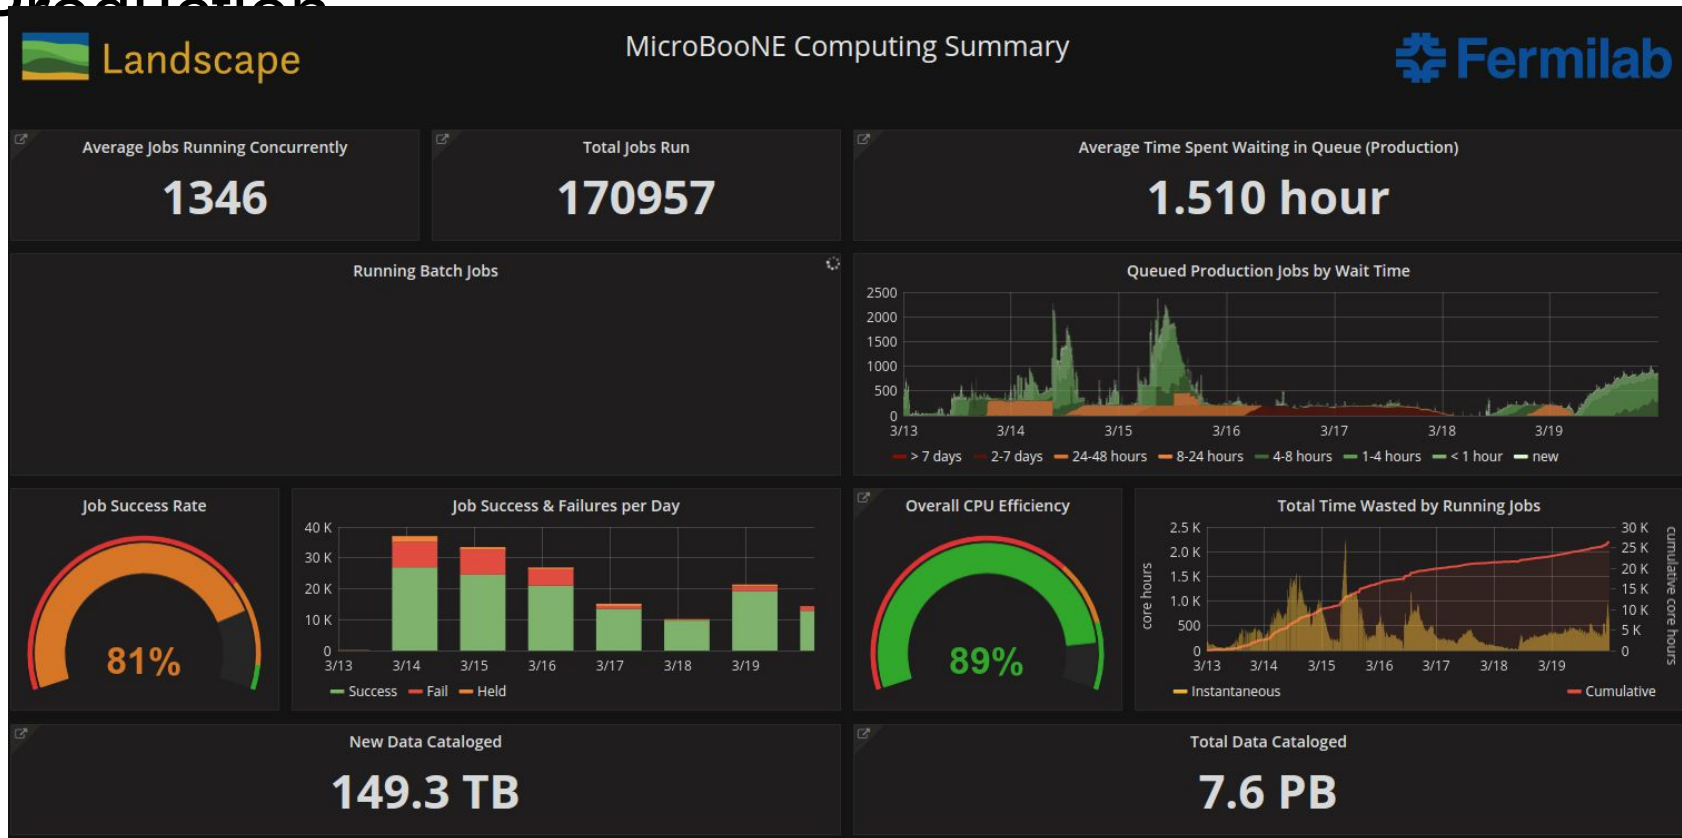 Landscape
MicroBooNE Computing Summary
Fermilab
Average Jobs Running Concurrently
1346
Total Jobs Run
170957
Average Time Spent Waiting in Queue (Production)
1.510 hour
Running Batch Jobs
Queued Production Jobs by Wait Time
2500
2000
1500
1000
500
0
3/13 3/14 3/15 3/16 3/17 3/18 3/19
> 7 days 2-7 days 24-48 hours 8-24 hours 4-8 hours 1-4 hours < 1 hour new
Job Success Rate
81%
Job Success & Failures per Day
40 K
30 K
20 K
10 K
0
3/13 3/14 3/15 3/16 3/17 3/18 3/19
Success Fail Held
Overall CPU Efficiency
89%
Total Time Wasted by Running Jobs
core hours
2.5 K
2.0 K
1.5 K
1.0 K
500
0
30 K
25 K
20 K
15 K
10 K
5 K
0
cumulative core hours
3/13 3/14 3/15 3/16 3/17 3/18 3/19
Instantaneous Cumulative
New Data Cataloged
149.3 TB
Total Data Cataloged
7.6 PB